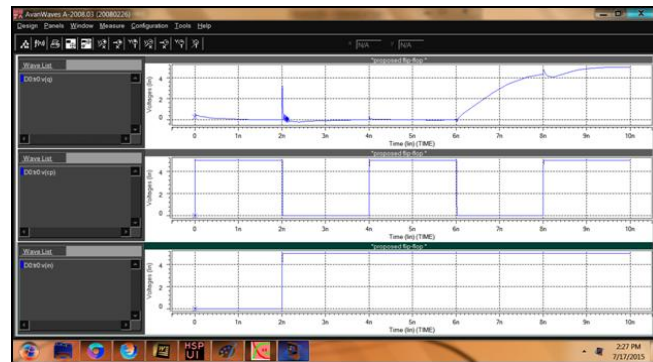 AvanWaves A-2008.03 (20080226)
Design Panels Window Measure Configuration Tools Help
N/A N/A
"proposed flip-flop "
Wave List
D0:tr0:v(q)
Voltages (lin)
4
2
0
0 1n 2n 3n 4n 5n 6n 7n 8n 9n 10n
Time (lin) (TIME)
"proposed flip-flop "
Wave List
D0:tr0:v(cp)
Voltages (lin)
4
2
0
0 1n 2n 3n 4n 5n 6n 7n 8n 9n 10n
Time (lin) (TIME)
"proposed flip-flop "
Wave List
D0:tr0:v(in)
Voltages (lin)
4
2
0
0 1n 2n 3n 4n 5n 6n 7n 8n 9n 10n
Time (lin) (TIME)
HSP
UI
2:27 PM
7/17/2015